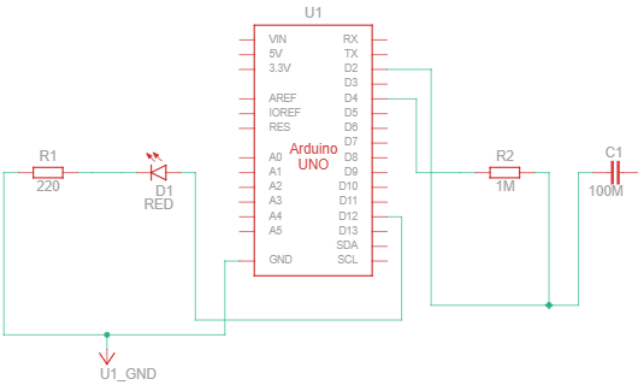 U1
VIN
5V
3.3V
AREF
IOREF
RES
A0
A1
A2
A3
A4
A5
GND
Arduino
UNO
RX
TX
D2
D3
D4
D5
D6
D7
D8
D9
D10
D11
D12
D13
SDA
SCL
R1
220
D1
RED
R2
1M
C1
100M
U1_GND